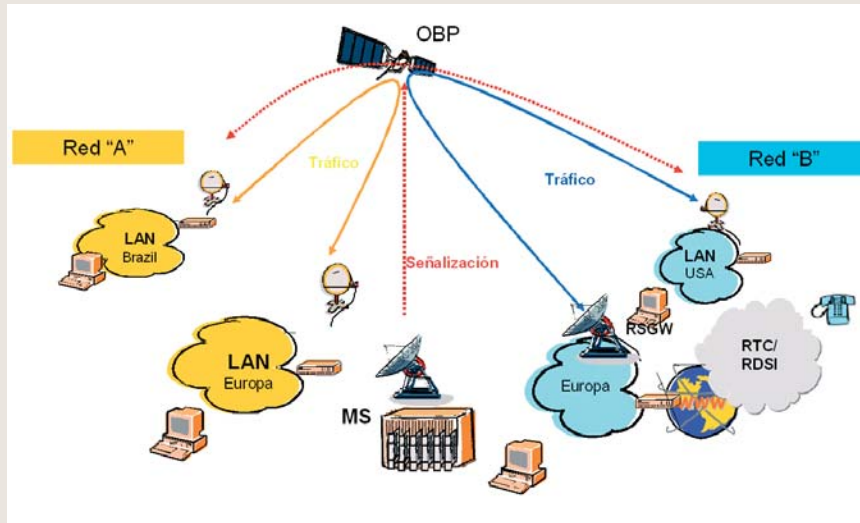 OBP
Red “A”
Red “B”
Tráfico
Tráfico
LAN
Brazil
LAN
USA
Señalización
RSGW
RTC/
RDSI
LAN
Europa
Europa
www
MS